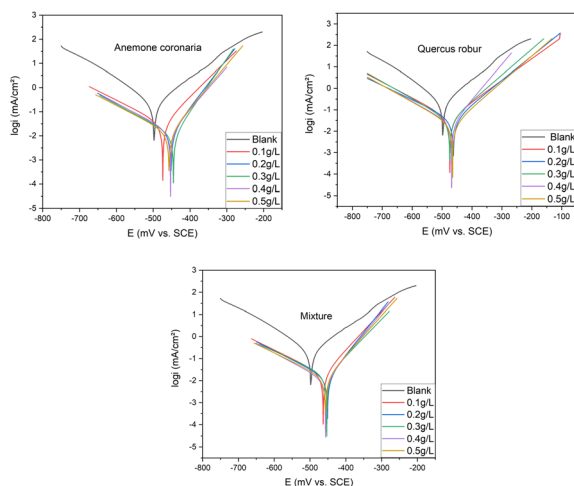 Anemone coronaria
logi (mA/cm²)
3
2
1
0
-1
-2
-3
-4
-5
Blank
0.1g/L
0.2g/L
0.3g/L
0.4g/L
0.5g/L
-800 -700 -600 -500 -400 -300 -200
E (mV vs. SCE)
Quercus robur
logi (mA/cm²)
3
2
1
0
-1
-2
-3
-4
-5
Blank
0.1g/L
0.2g/L
0.3g/L
0.4g/L
0.5g/L
-800 -700 -600 -500 -400 -300 -200 -100
E (mV vs. SCE)
Mixture
logi (mA/cm²)
3
2
1
0
-1
-2
-3
-4
-5
Blank
0.1g/L
0.2g/L
0.3g/L
0.4g/L
0.5g/L
-800 -700 -600 -500 -400 -300 -200
E (mV vs. SCE)